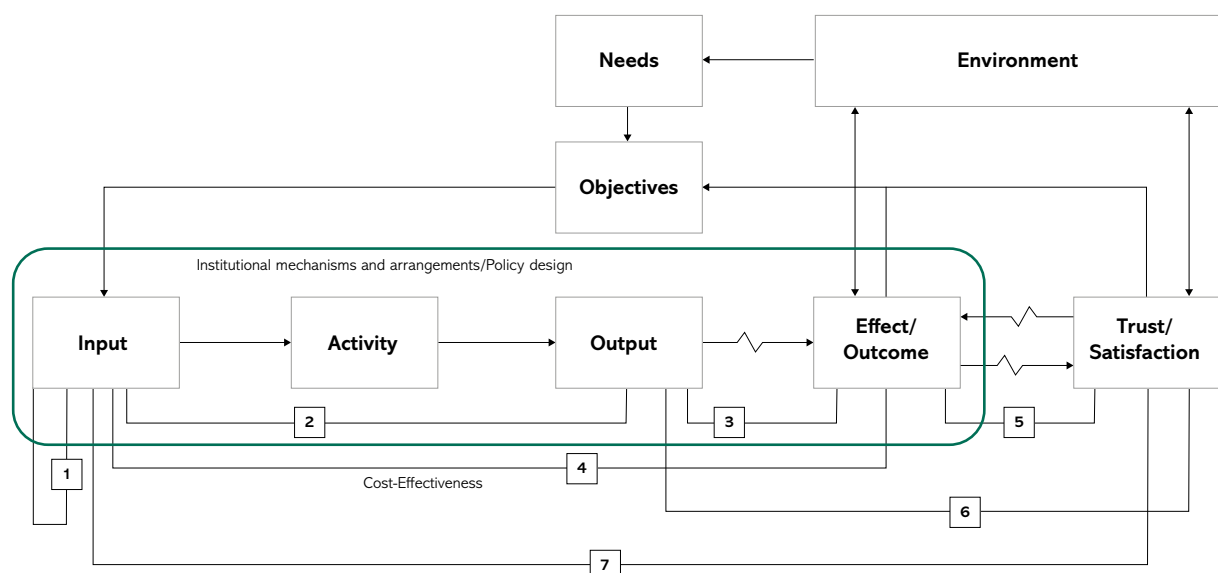 Needs
Environment
Objectives
Institutional mechanisms and arrangements/Policy design
Input
Activity
Output
Effect/
Outcome
Trust/
Satisfaction
2
3
5
1
4
Cost-Effectiveness
6
7